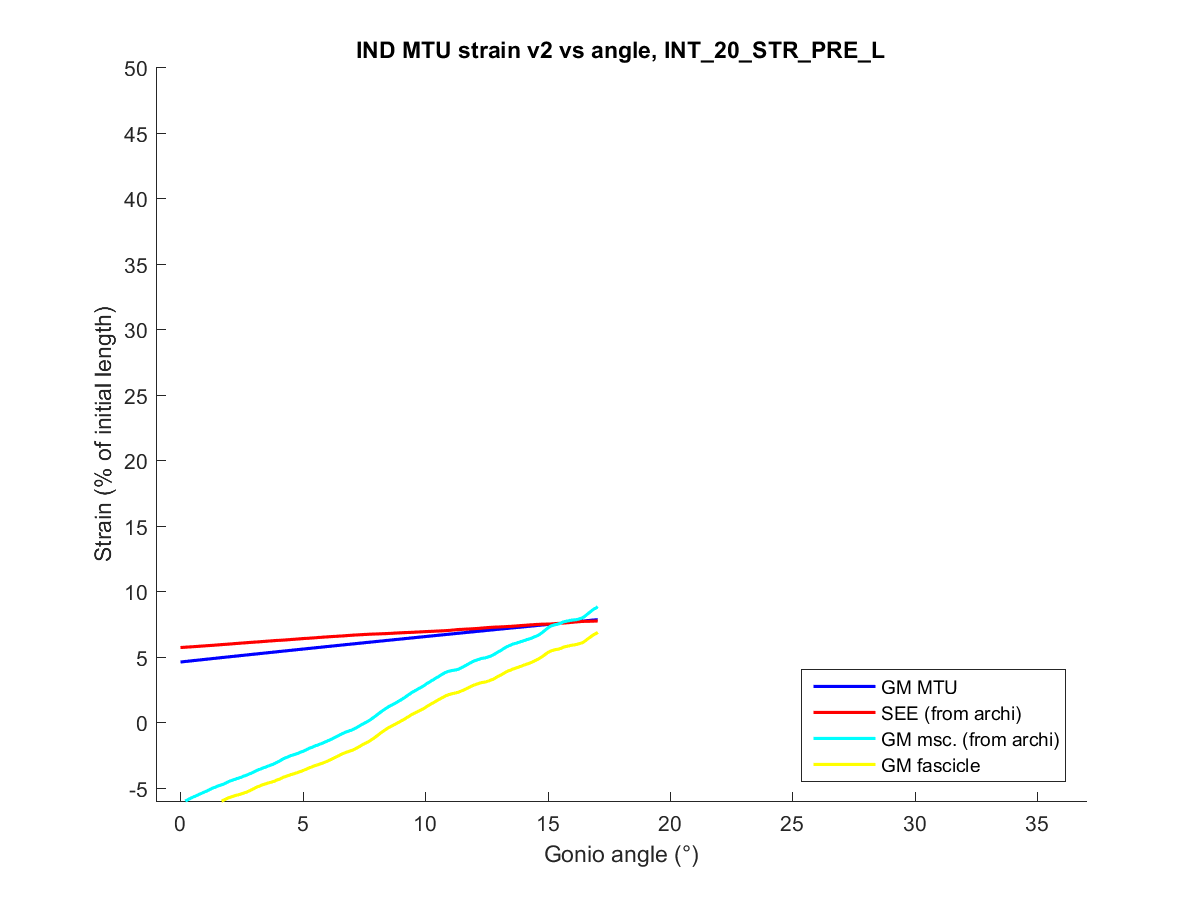 IND MTU strain v2 vs angle, INT_20_STR_PRE_L
50
45
40
35
30
25
20
15
10
5
0
-5
Strain (% of initial length)
0 5 10 15 20 25 30 35
Gonio angle (°)
GM MTU
SEE (from archi)
GM msc. (from archi)
GM fascicle